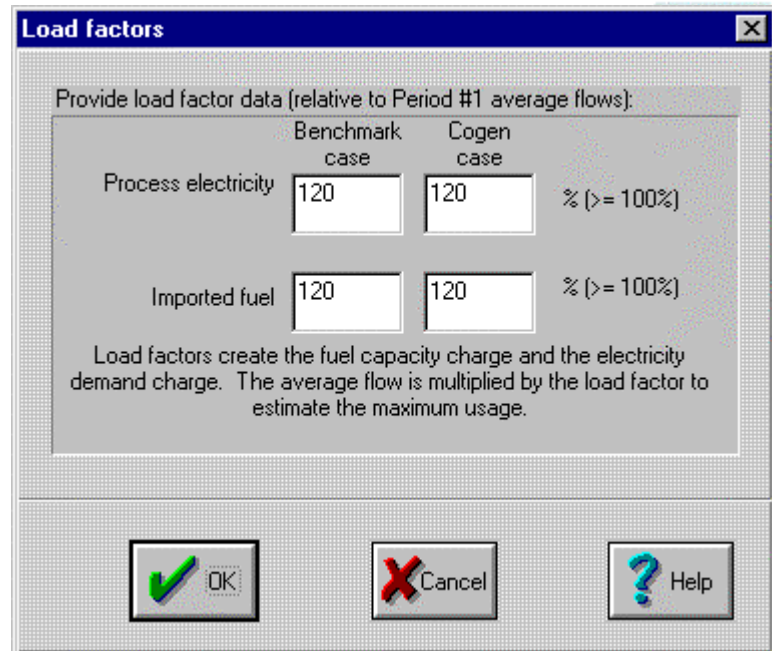 Load factors
Provide load factor data (relative to Period #1 average flows):
Benchmark case
Cogen case
Process electricity 120 120 % (>= 100%)
Imported fuel 120 120 % (>= 100%)
Load factors create the fuel capacity charge and the electricity
demand charge. The average flow is multiplied by the load factor to
estimate the maximum usage.
OK Cancel Help